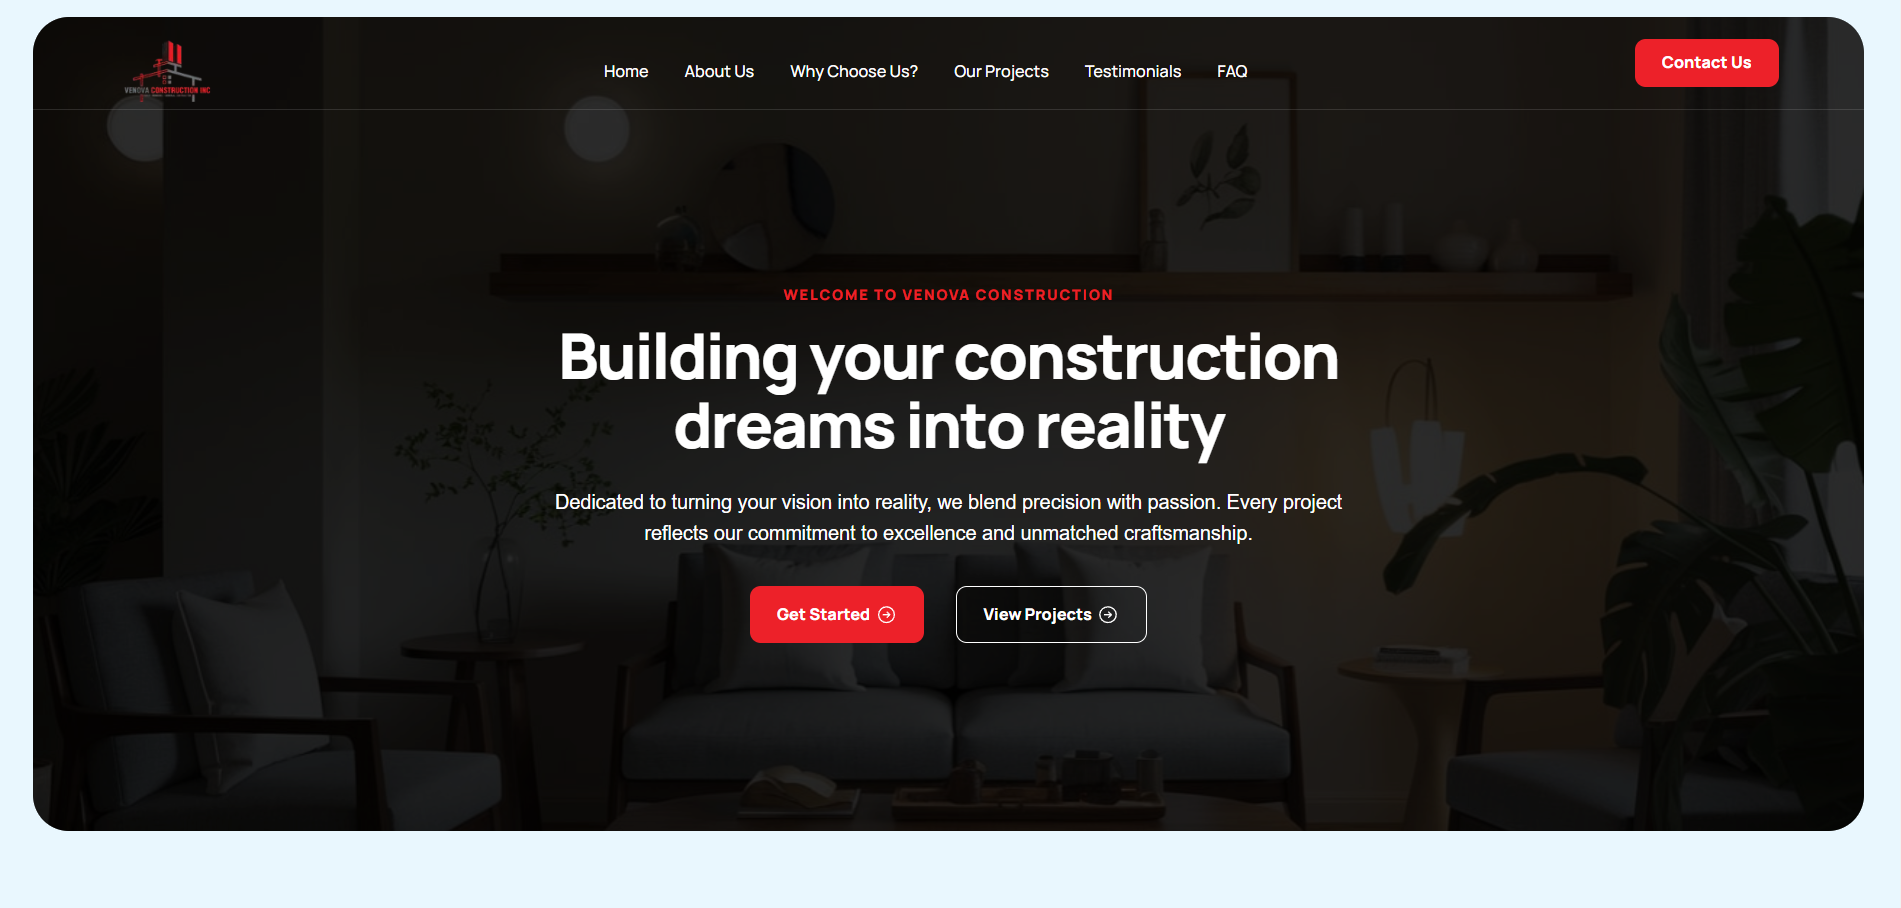 VENOVA CONSTRUCTION INC
Home
About Us
Why Choose Us?
Our Projects
Testimonials
FAQ
Contact Us
WELCOME TO VENOVA CONSTRUCTION
Building your construction
dreams into reality
Dedicated to turning your vision into reality, we blend precision with passion. Every project
reflects our commitment to excellence and unmatched craftsmanship.
Get Started
View Projects